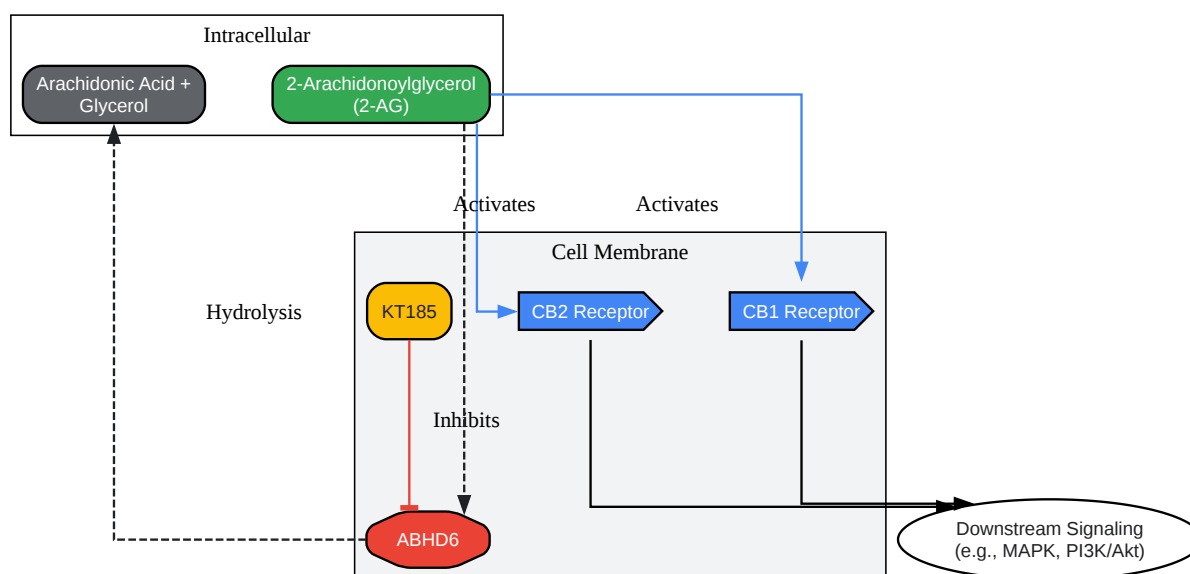 Intracellular
Arachidonic Acid +
Glycerol
2-Arachidonoylglycerol
(2-AG)
Activates
Activates
Cell Membrane
Hydrolysis
KT185
CB2 Receptor
CB1 Receptor
Inhibits
ABHD6
Downstream Signaling
(e.g., MAPK, PI3K/Akt)